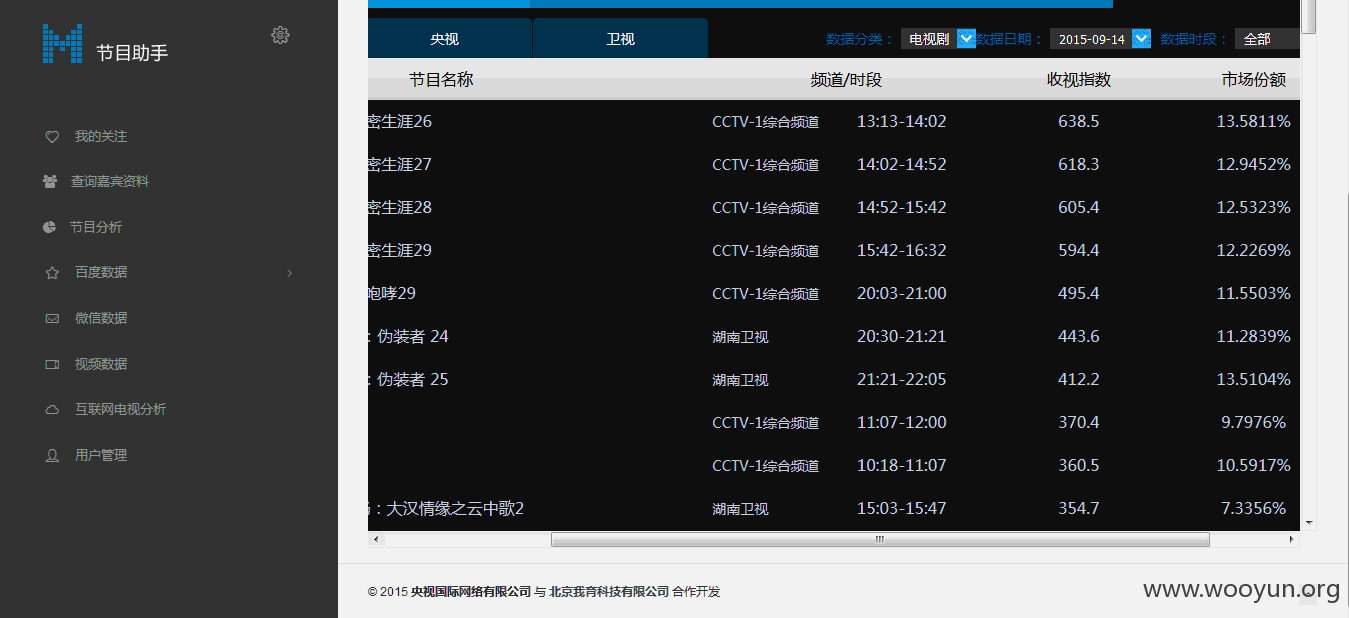 节目助手
我的关注
查询嘉宾资料
节目分析
百度数据
微信数据
视频数据
互联网电视分析
用户管理
央视 卫视 数据分类： 电视剧 数据日期： 2015-09-14 数据时段： 全部
节目名称 频道/时段 收视指数 市场份额
密生涯26 CCTV-1综合频道 13:13-14:02 638.5 13.5811%
密生涯27 CCTV-1综合频道 14:02-14:52 618.3 12.9452%
密生涯28 CCTV-1综合频道 14:52-15:42 605.4 12.5323%
密生涯29 CCTV-1综合频道 15:42-16:32 594.4 12.2269%
咆哮29 CCTV-1综合频道 20:03-21:00 495.4 11.5503%
：伪装者 24 湖南卫视 20:30-21:21 443.6 11.2839%
：伪装者 25 湖南卫视 21:21-22:05 412.2 13.5104%
CCTV-1综合频道 11:07-12:00 370.4 9.7976%
CCTV-1综合频道 10:18-11:07 360.5 10.5917%
：大汉情缘之云中歌2 湖南卫视 15:03-15:47 354.7 7.3356%
© 2015 央视国际网络有限公司 与 北京我育科技有限公司 合作开发
www.wooyun.org